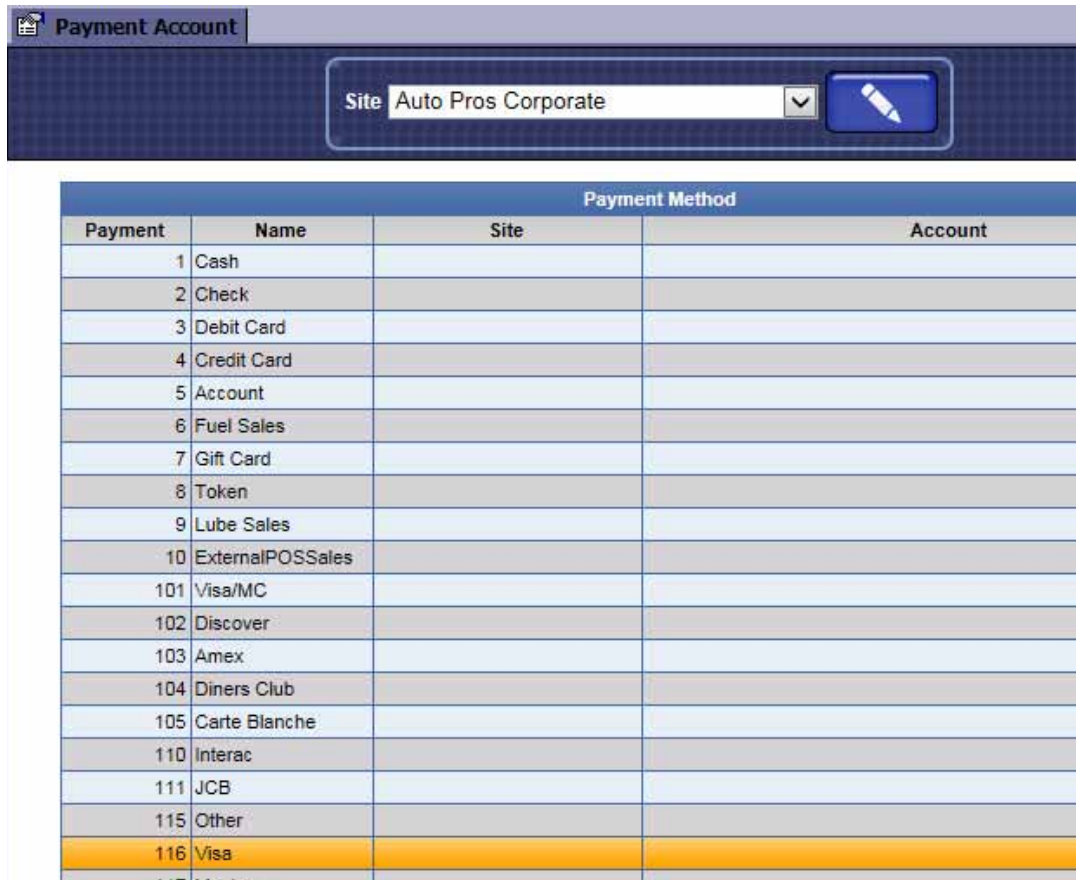 Payment Account
Site Auto Pros Corporate
Payment Method
Payment Name Site Account
1 Cash
2 Check
3 Debit Card
4 Credit Card
5 Account
6 Fuel Sales
7 Gift Card
8 Token
9 Lube Sales
10 ExternalPOSSales
101 Visa/MC
102 Discover
103 Amex
104 Diners Club
105 Carte Blanche
110 Interac
111 JCB
115 Other
116 Visa